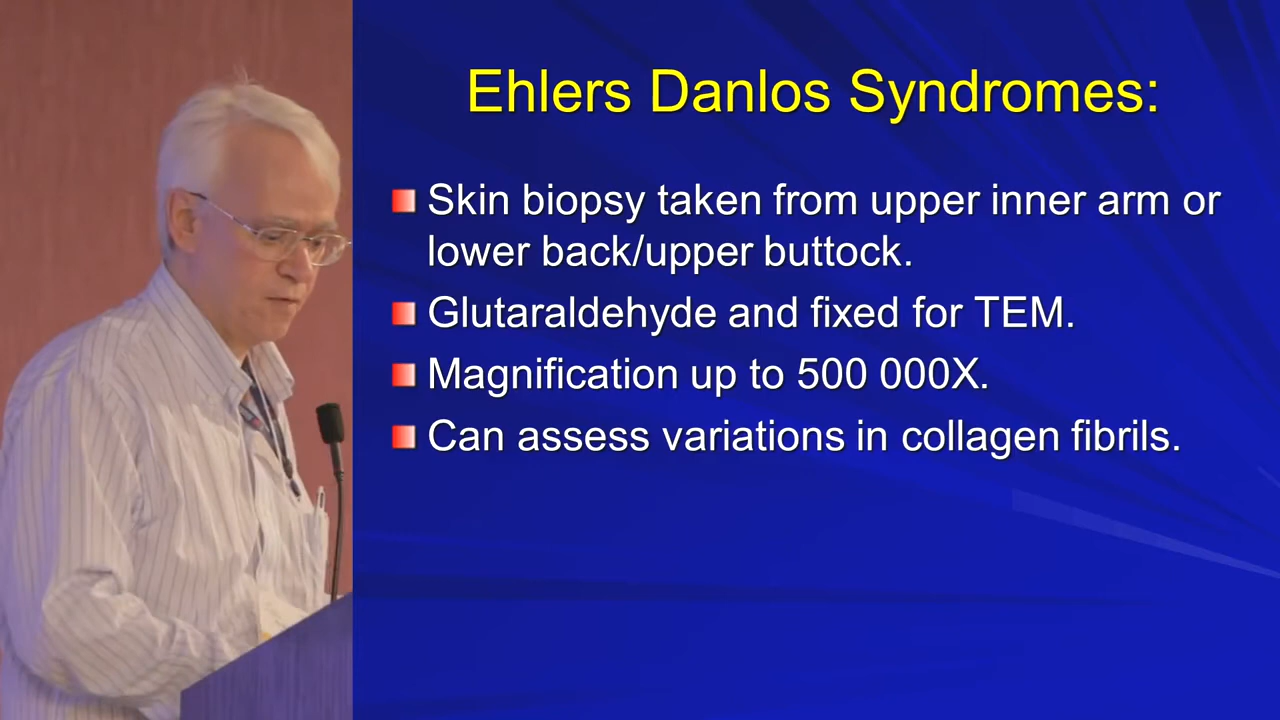 Ehlers Danlos Syndromes:
Skin biopsy taken from upper inner arm or
lower back/upper buttock.
Glutaraldehyde and fixed for TEM.
Magnification up to 500 000X.
Can assess variations in collagen fibrils.